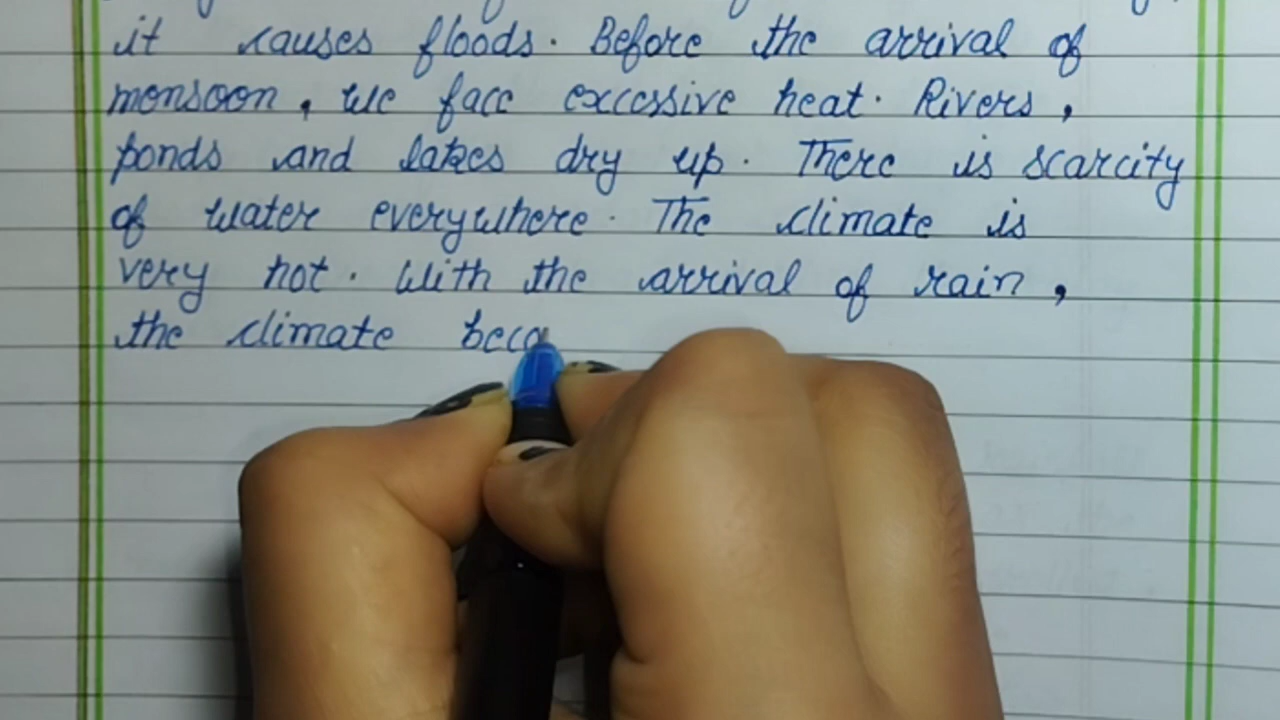 it causes floods. Before the arrival of
monsoon, we face excessive heat. Rivers,
ponds and lakes dry up. There is scarcity
of water everywhere. The climate is
very hot. With the arrival of rain,
the climate beca